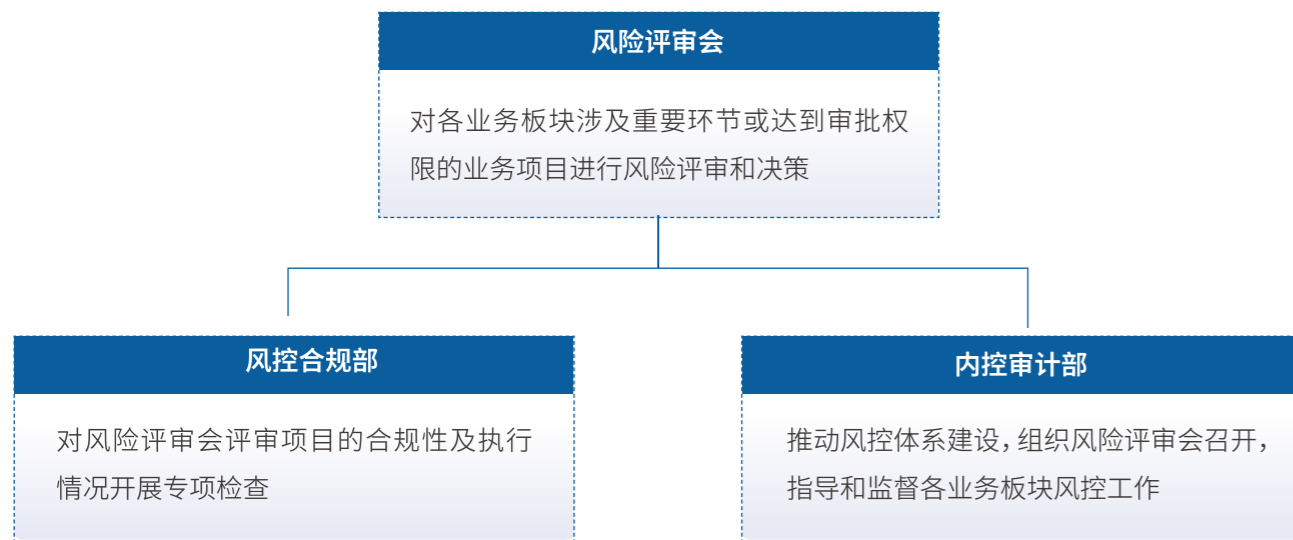 风险评审会
对各业务板块涉及重要环节或达到审批权
限的业务项目进行风险评审和决策
风控合规部
对风险评审会评审项目的合规性及执行
情况开展专项检查
内控审计部
推动风控体系建设，组织风险评审会召开，
指导和监督各业务板块风控工作